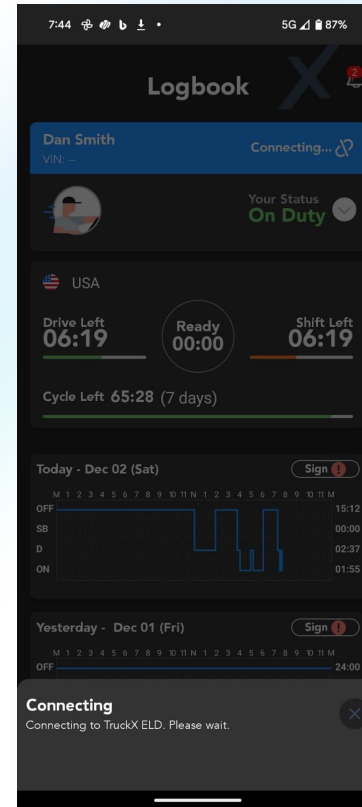 7:44 5G 87%
Logbook
2
Dan Smith
Connecting...
VIN: --
Your Status
On Duty
USA
Drive Left
06:19
Ready
00:00
Shift Left
06:19
Cycle Left 65:28 (7 days)
Today - Dec 02 (Sat) Sign
M 1 2 3 4 5 6 7 8 9 10 11 N 1 2 3 4 5 6 7 8 9 10 11 M
OFF 15:12
SB 00:00
D 02:37
ON 01:55
Yesterday - Dec 01 (Fri) Sign
M 1 2 3 4 5 6 7 8 9 10 11 N 1 2 3 4 5 6 7 8 9 10 11 M
OFF 24:00
Connecting
Connecting to TruckX ELD. Please wait.